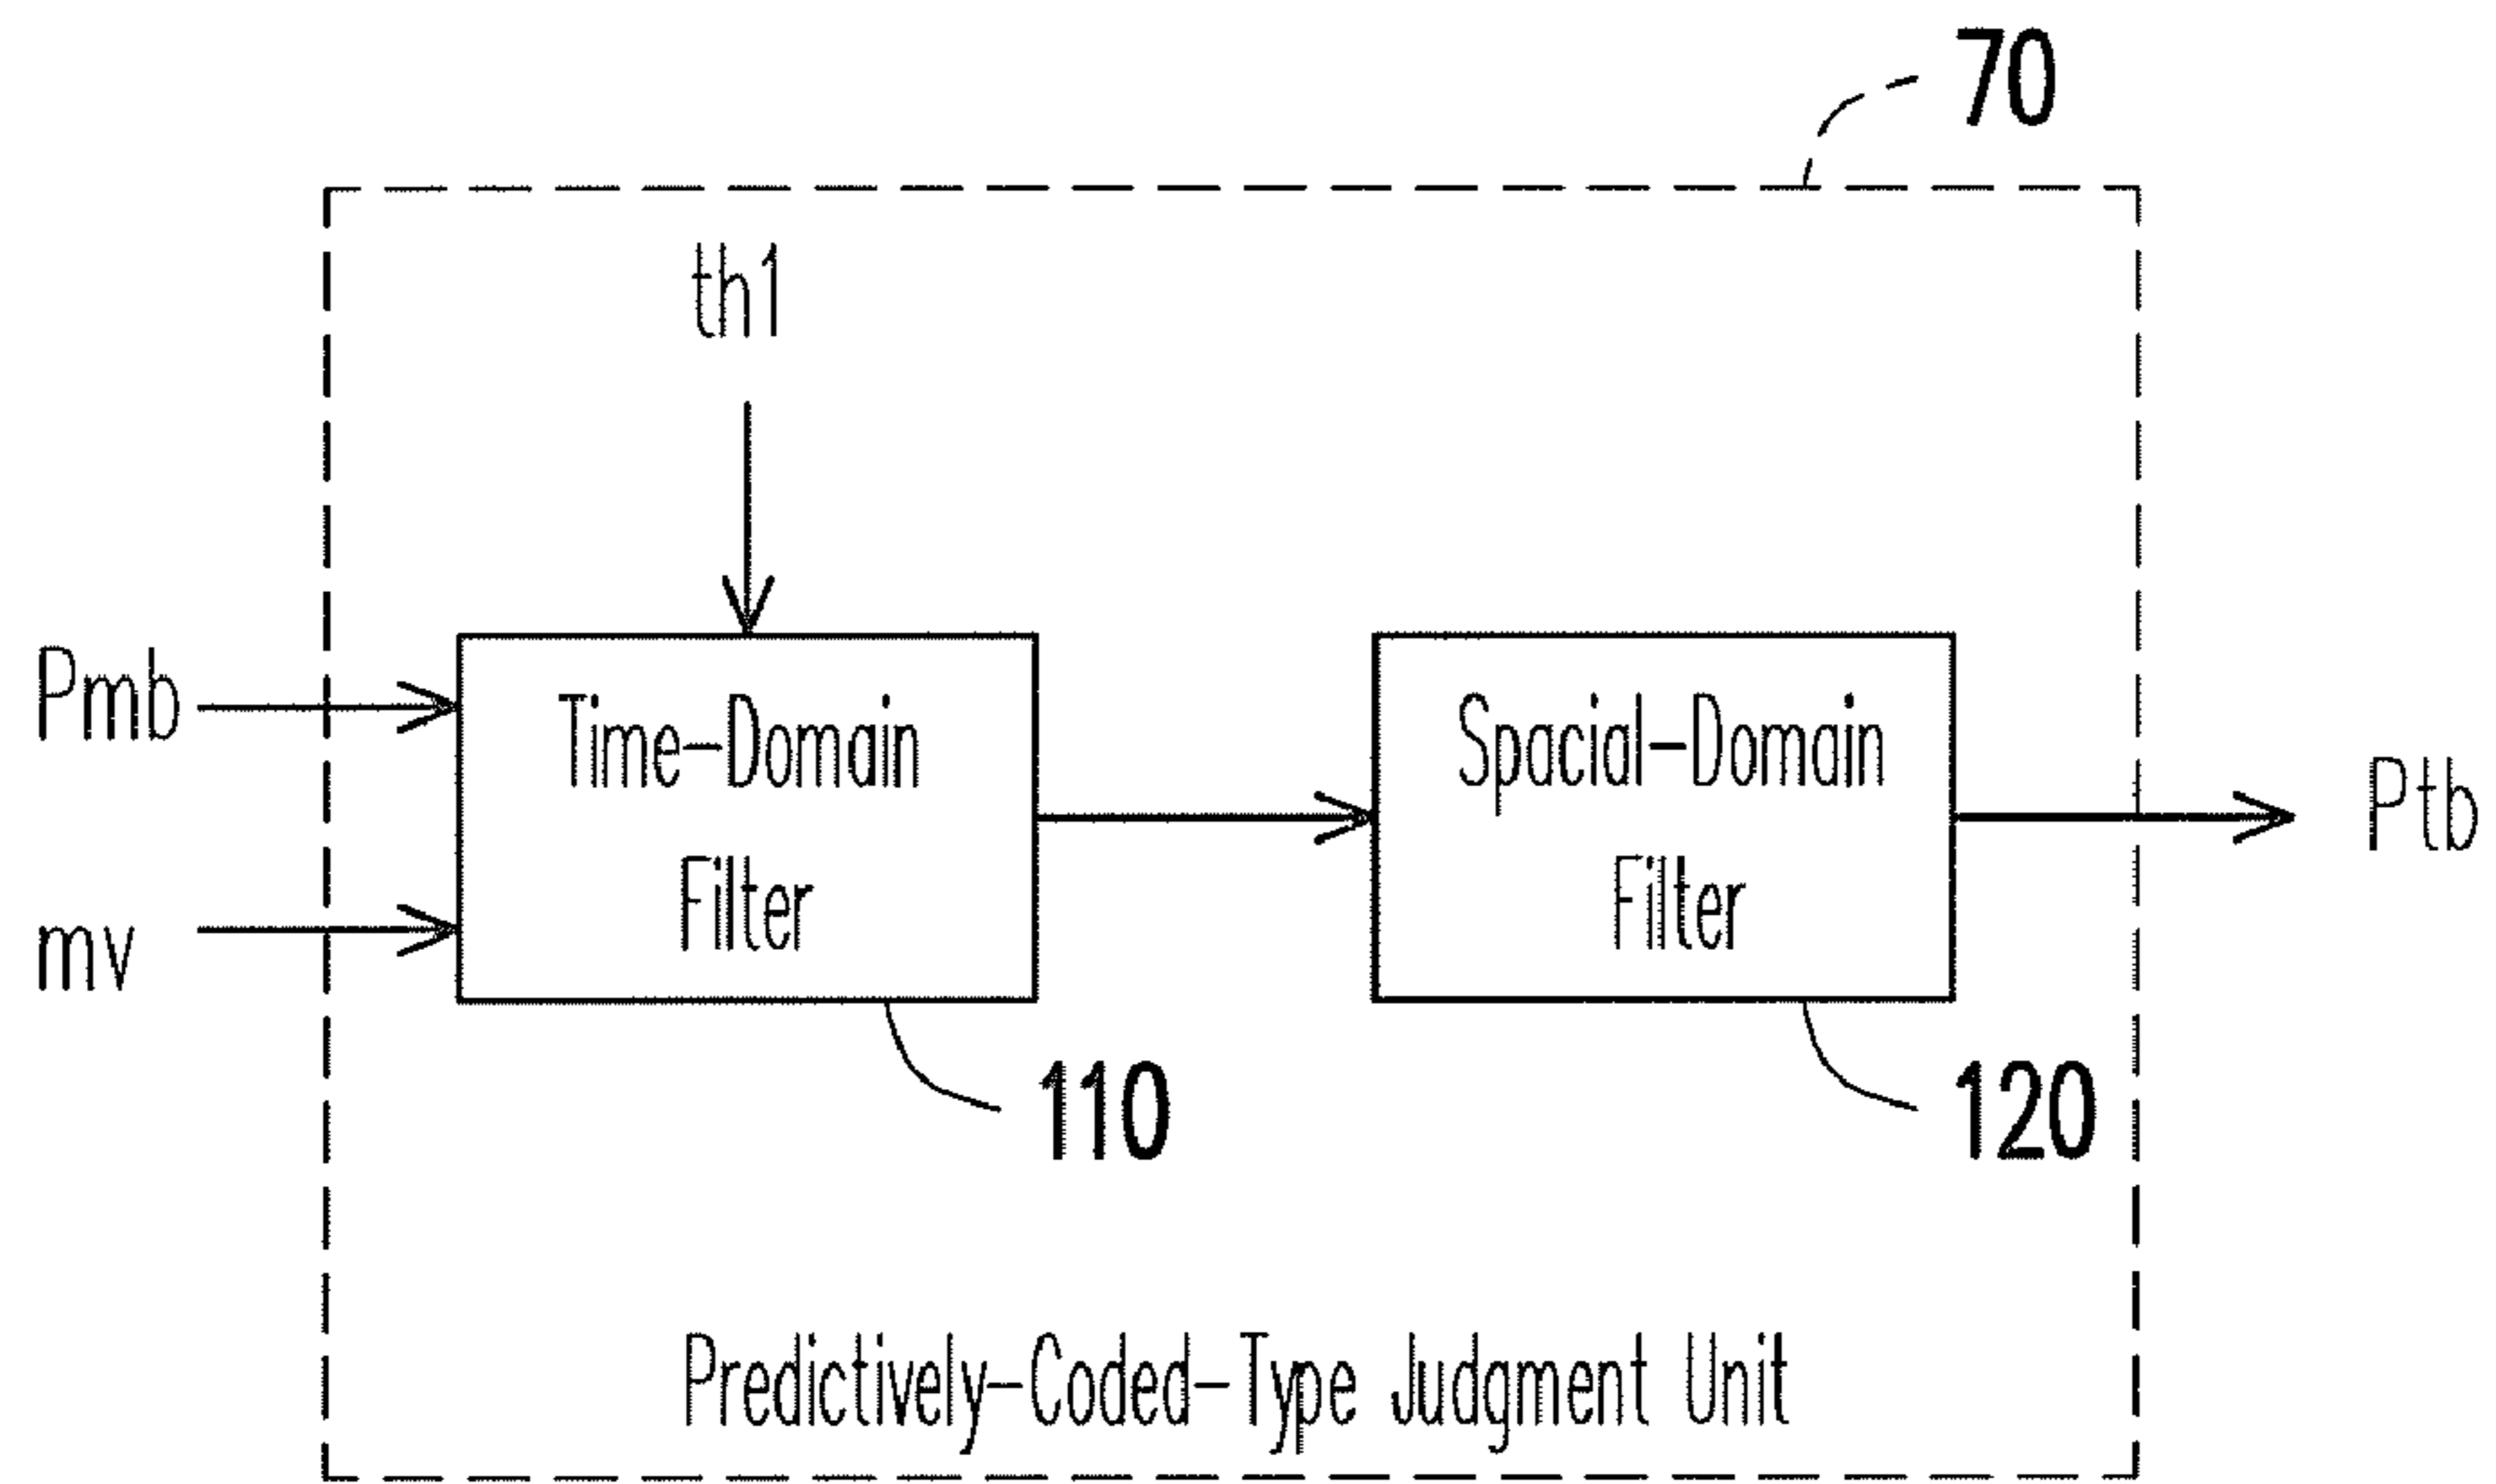 70
th1
Pmb
Time-Domain
Filter
Spacial-Domain
Filter
Ptb
mv
110
120
Predictively-Coded-Type Judgment Unit